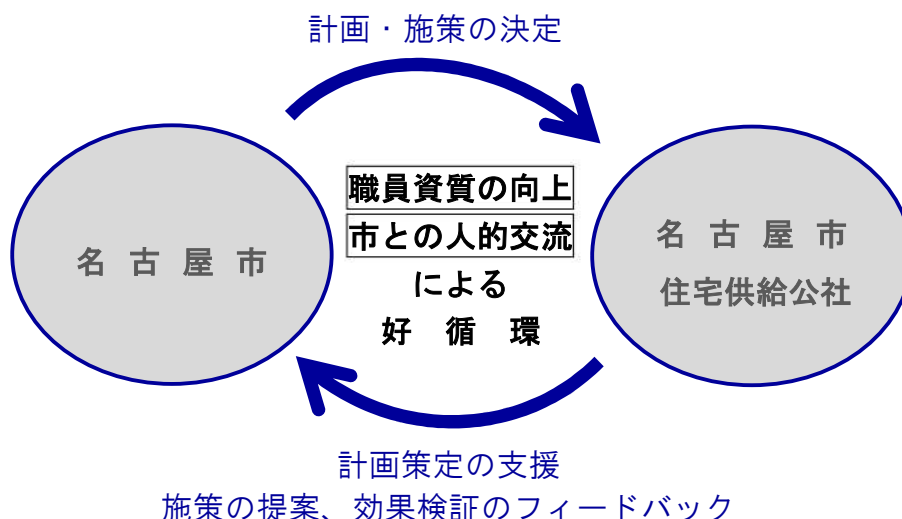 計画・施策の決定
名古屋市
職員資質の向上
市との人的交流
による
好循環
名古屋市
住宅供給公社
計画策定の支援
施策の提案、効果検証のフィードバック